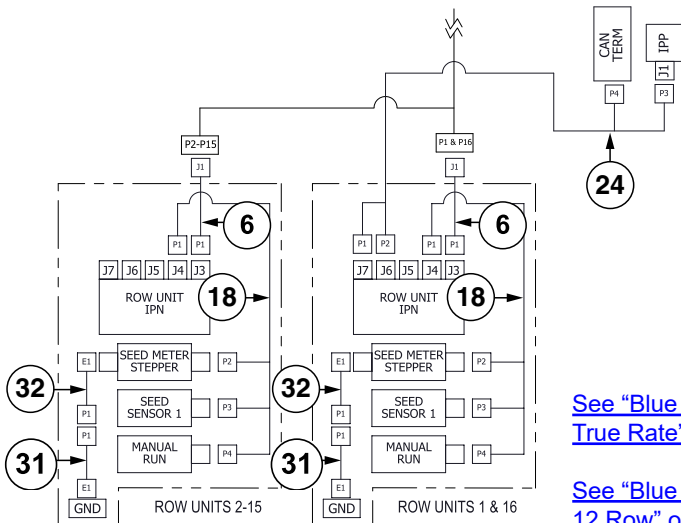 CAN
TERM
IPP
J1
P4
P3
P2-P15
P1 & P16
J1
J1
24
6
6
P1
P1
P1
P2
P1
P1
J7
J6
J5
J4
J3
J7
J6
J5
J4
J3
ROW UNIT
IPN
18
ROW UNIT
IPN
18
E1
SEED METER
STEPPER
P2
E1
SEED METER
STEPPER
P2
32
32
P1
SEED
SENSOR 1
P3
P1
SEED
SENSOR 1
P3
P1
P1
31
MANUAL
RUN
P4
31
MANUAL
RUN
P4
E1
E1
GND
ROW UNITS 2-15
GND
ROW UNITS 1 & 16
See “Blue
True Rate”
See “Blue
12 Row” o